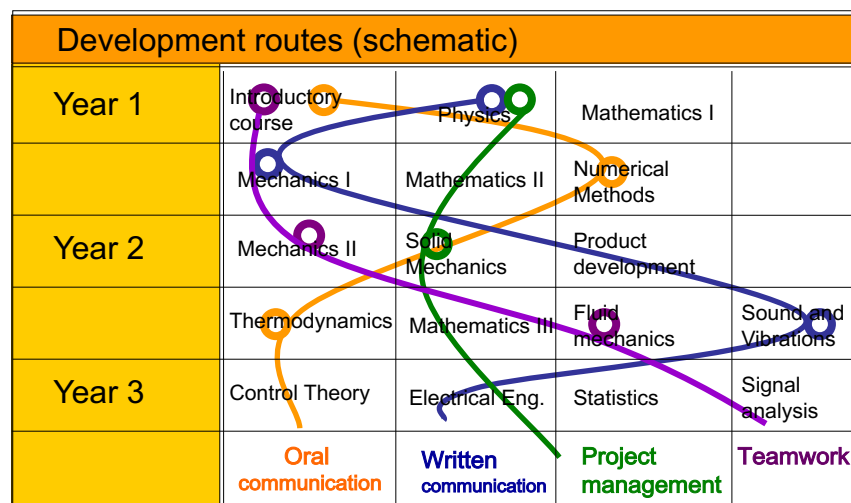 Development routes (schematic)
Year 1
Introductory
course
Physics
Mathematics I
Mechanics I
Mathematics II
Numerical
Methods
Year 2
Mechanics II
Solid
Mechanics
Product
development
Thermodynamics
Mathematics III
Fluid
mechanics
Sound and
Vibrations
Year 3
Control Theory
Electrical Eng.
Statistics
Signal
analysis
Oral
communication
Written
communication
Project
management
Teamwork